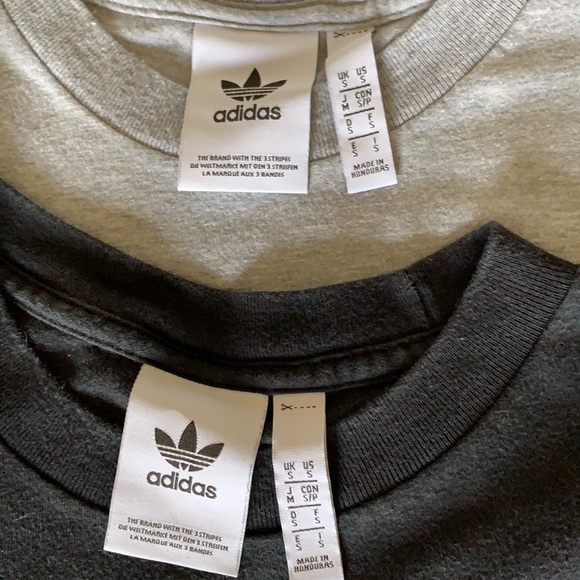 adidas
THE BRAND WITH THE 3 STRIPES
DIE WELTMARKE MIT DEN 3 STREIFEN
LA MARQUE AUX 3 BANDES
UK US
S S
J CON
M S/P
D F
S S
E I
S S
MADE IN
HONDURAS
adidas
THE BRAND WITH THE 3 STRIPES
DIE WELTMARKE MIT DEN 3 STREIFEN
LA MARQUE AUX 3 BANDES
UK US
S S
J CON
M S/P
D F
S S
E I
S S
MADE IN
HONDURAS